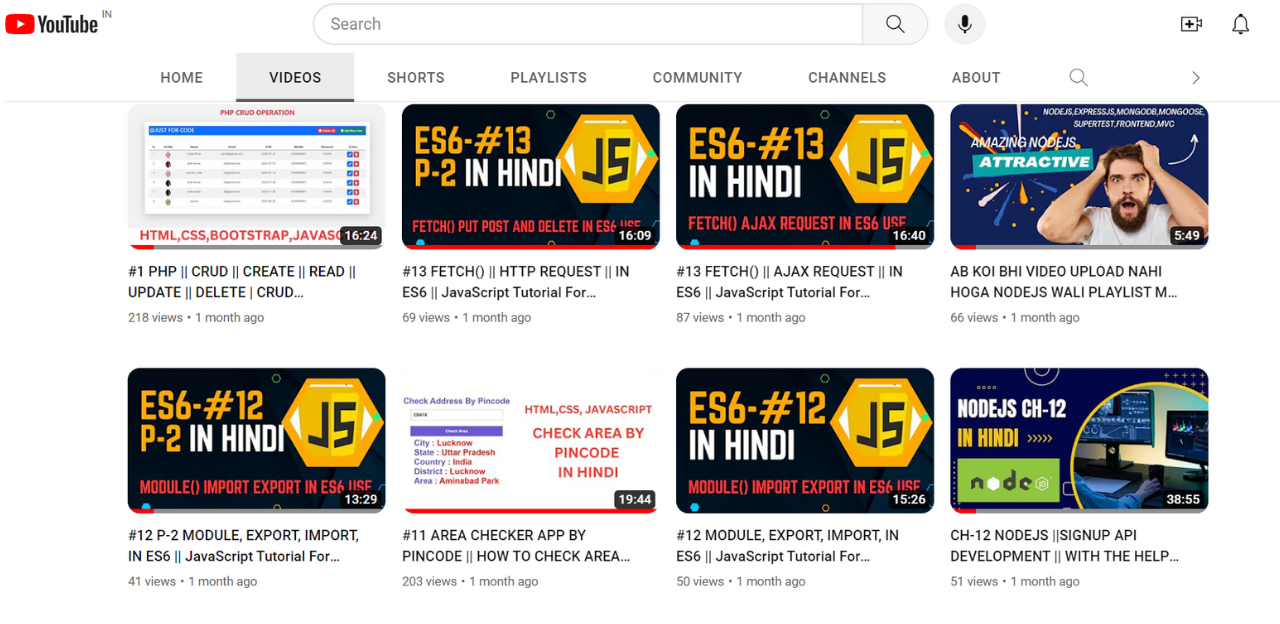 YouTube IN
Search
HOME VIDEOS SHORTS PLAYLISTS COMMUNITY CHANNELS ABOUT
PHP CRUD OPERATION
@JUST FOR CODE
HTML,CSS,BOOTSTRAP,JAVASC
16:24
#1 PHP || CRUD || CREATE || READ ||
UPDATE || DELETE | CRUD...
218 views • 1 month ago
ES6-#13
P-2 IN HINDI
JS
FETCH() PUT POST AND DELETE IN ES6 USE
16:09
#13 FETCH() || HTTP REQUEST || IN
ES6 || JavaScript Tutorial For...
69 views • 1 month ago
ES6-#13
IN HINDI
JS
FETCH() AJAX REQUEST IN ES6 USE
16:40
#13 FETCH() || AJAX REQUEST || IN
ES6 || JavaScript Tutorial For...
87 views • 1 month ago
NODEJS,EXPRESSJS,MONGODB,MONGOOSE,
SUPERTEST,FRONTEND,MVC
AMAZING NODEJS
ATTRACTIVE
5:49
AB KOI BHI VIDEO UPLOAD NAHI
HOGA NODEJS WALI PLAYLIST M...
66 views • 1 month ago
ES6-#12
P-2 IN HINDI
JS
MODULE() IMPORT EXPORT IN ES6 USE
13:29
#12 P-2 MODULE, EXPORT, IMPORT,
IN ES6 || JavaScript Tutorial For...
41 views • 1 month ago
Check Address By Pincode
Check Area
City : Lucknow
State : Uttar Pradesh
Country : India
District : Lucknow
Area : Aminabad Park
HTML,CSS, JAVASCRIPT
CHECK AREA BY
PINCODE
IN HINDI
19:44
#11 AREA CHECKER APP BY
PINCODE || HOW TO CHECK AREA...
203 views • 1 month ago
ES6-#12
IN HINDI
JS
MODULE() IMPORT EXPORT IN ES6 USE
15:26
#12 MODULE, EXPORT, IMPORT, IN
ES6 || JavaScript Tutorial For...
50 views • 1 month ago
NODEJS CH-12
IN HINDI >>>>>
node
JS
38:55
CH-12 NODEJS ||SIGNUP API
DEVELOPMENT || WITH THE HELP...
51 views • 1 month ago